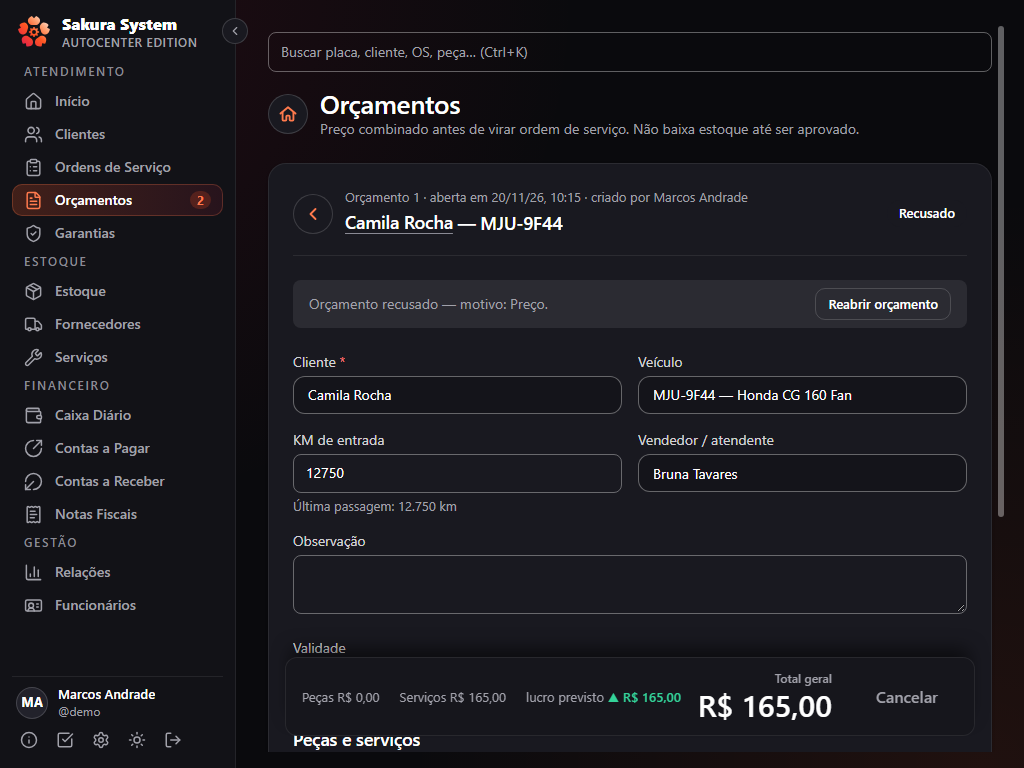 Sakura System
AUTOCENTER EDITION
ATENDIMENTO
Início
Clientes
Ordens de Serviço
Orçamentos 2
Garantias
ESTOQUE
Estoque
Fornecedores
Serviços
FINANCEIRO
Caixa Diário
Contas a Pagar
Contas a Receber
Notas Fiscais
GESTÃO
Relações
Funcionários
MA
Marcos Andrade
@demo
Buscar placa, cliente, OS, peça... (Ctrl+K)
Orçamentos
Preço combinado antes de virar ordem de serviço. Não baixa estoque até ser aprovado.
Orçamento 1 · aberta em 20/11/26, 10:15 · criado por Marcos Andrade
Camila Rocha — MJU-9F44
Recusado
Orçamento recusado — motivo: Preço.
Reabrir orçamento
Cliente *
Camila Rocha
Veículo
MJU-9F44 — Honda CG 160 Fan
KM de entrada
12750
Última passagem: 12.750 km
Vendedor / atendente
Bruna Tavares
Observação
Validade
Peças R$ 0,00 Serviços R$ 165,00 lucro previsto ▲ R$ 165,00
Total geral
R$ 165,00
Cancelar
Peças e serviços